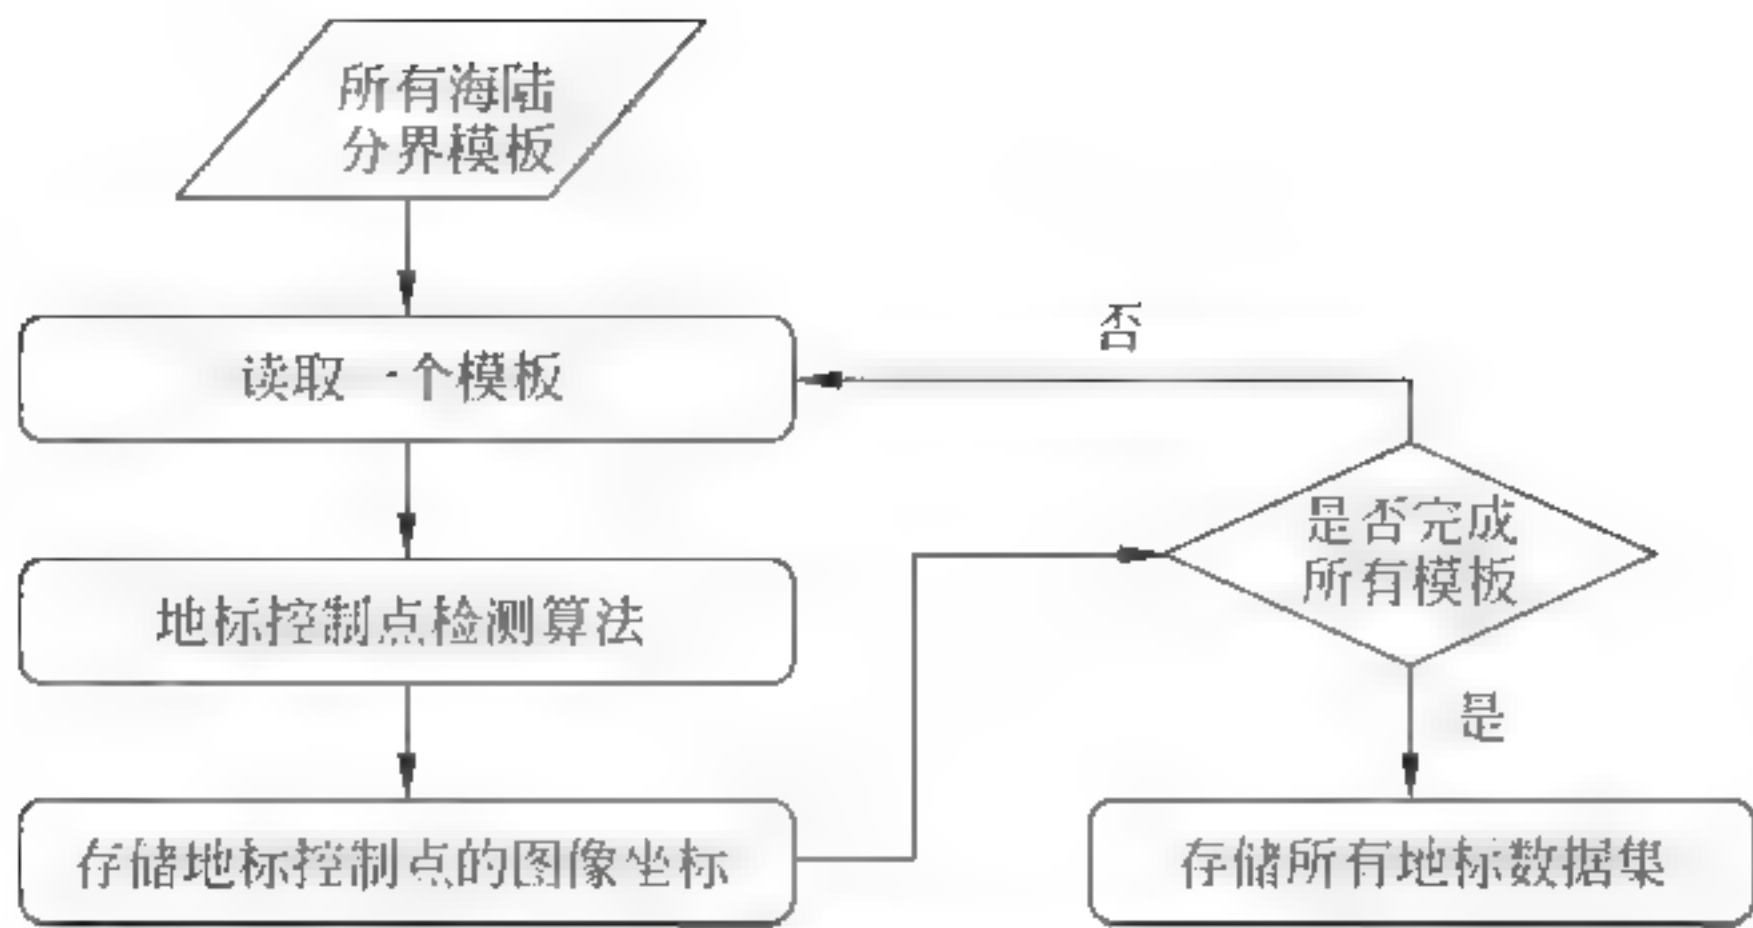 所有海陆
分界模板
读取一个模板
否
是否完成
所有模板
地标控制点检测算法
是
存储地标控制点的图像坐标
存储所有地标数据集